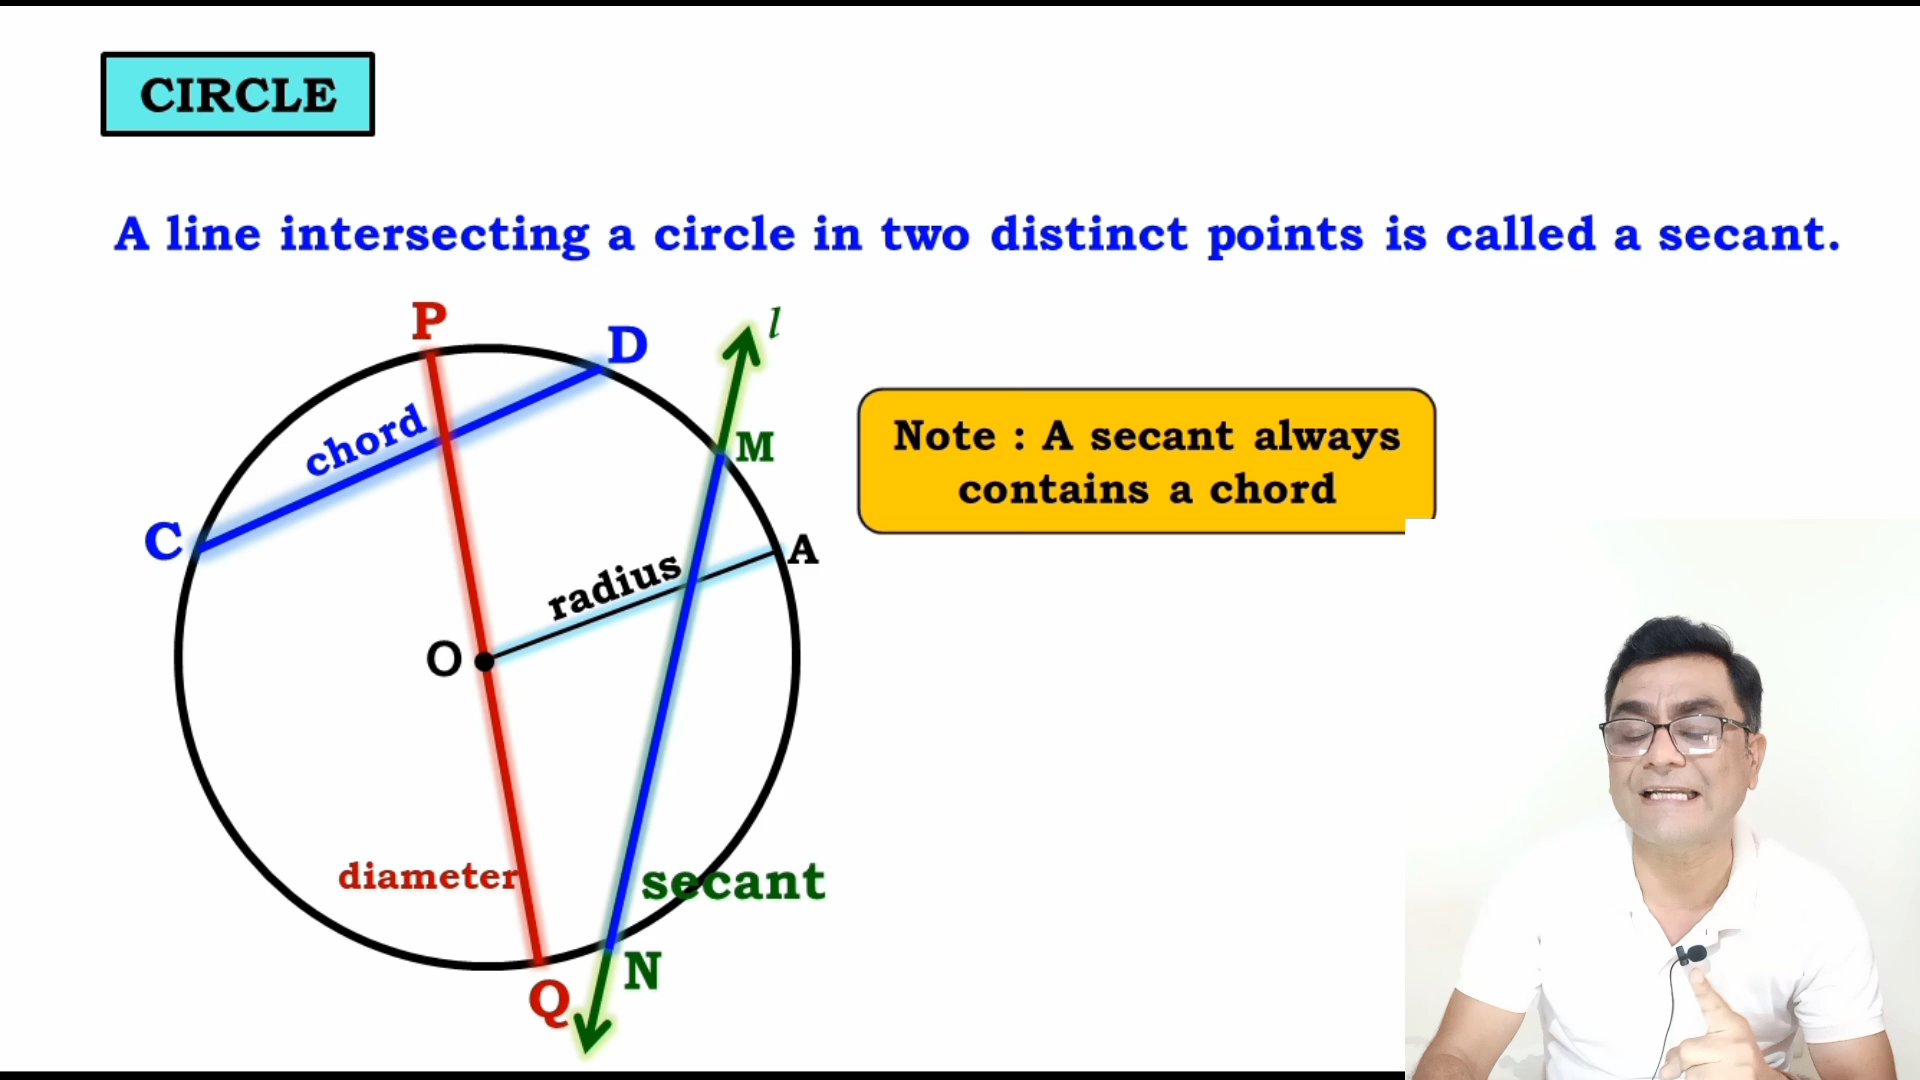 CIRCLE
A line intersecting a circle in two distinct points is called a secant.
P
D
l
chord
M
Note : A secant always
contains a chord
C
A
radius
O
diameter
secant
N
Q